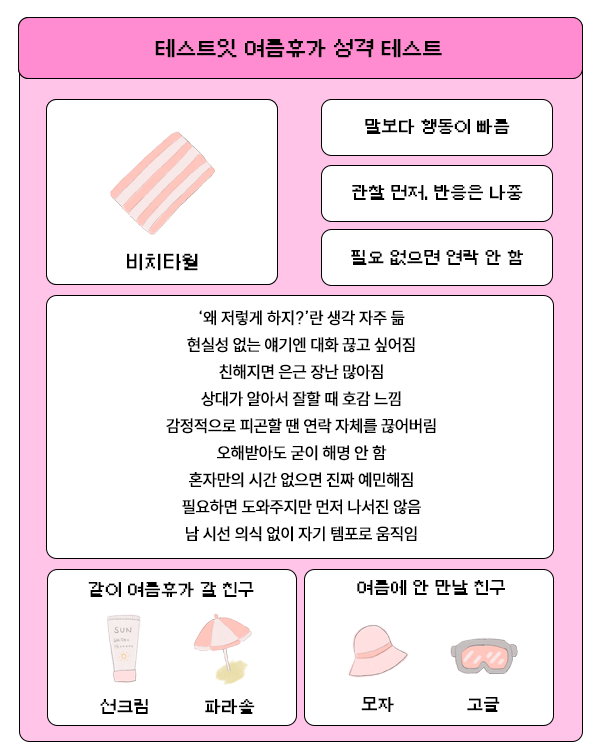 테스트잇 여름휴가 성격 테스트
비치타월
말보다 행동이 빠름
관찰 먼저, 반응은 나중
필요 없으면 연락 안 함
‘왜 저렇게 하지?’란 생각 자주 듦
현실성 없는 얘기엔 대화 끊고 싶어짐
친해지면 은근 장난 많아짐
상대가 알아서 잘할 때 호감 느낌
감정적으로 피곤할 땐 연락 자체를 끊어버림
오해받아도 굳이 해명 안 함
혼자만의 시간 없으면 진짜 예민해짐
필요하면 도와주지만 먼저 나서진 않음
남 시선 의식 없이 자기 템포로 움직임
같이 여름휴가 갈 친구
SUN
선크림
파라솔
여름에 안 만날 친구
모자
고글